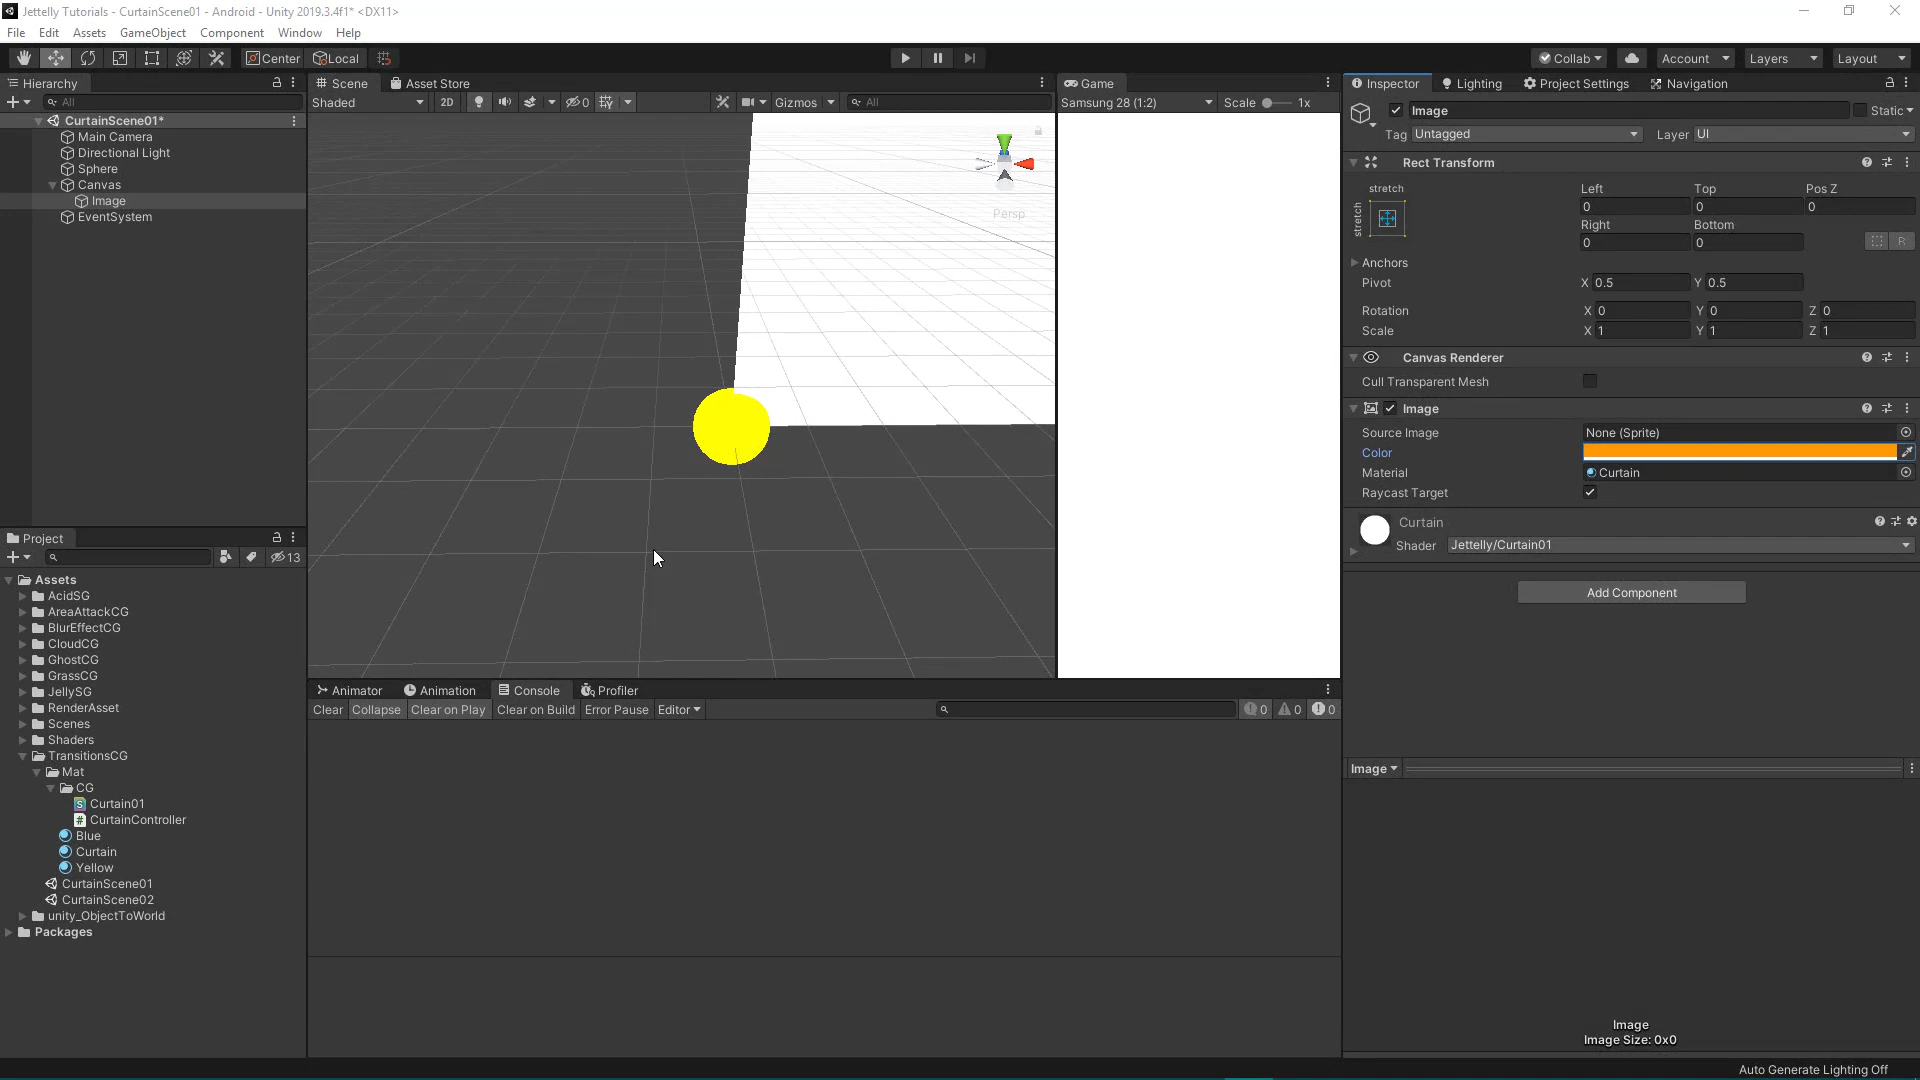 Jettelly Tutorials - CurtainScene01 - Android - Unity 2019.3.4f1* <DX11>
File Edit Assets GameObject Component Window Help
Center Local Collab Account Layers Layout
Hierarchy
All
CurtainScene01*
Main Camera
Directional Light
Sphere
Canvas
Image
EventSystem
Scene Asset Store
Shaded 2D 0 Gizmos All
Persp
Game
Samsung 28 (1:2) Scale 1x
Inspector Lighting Project Settings Navigation
Image Static
Tag Untagged Layer UI
Rect Transform
stretch
stretch
Left Top Pos Z
0 0 0
Right Bottom
0 0 R
Anchors
Pivot X 0.5 Y 0.5
Rotation X 0 Y 0 Z 0
Scale X 1 Y 1 Z 1
Canvas Renderer
Cull Transparent Mesh
Image
Source Image None (Sprite)
Color
Material Curtain
Raycast Target
Curtain
Shader Jettelly/Curtain01
Add Component
Image
Image
Image Size: 0x0
Project
13
Assets
AcidSG
AreaAttackCG
BlurEffectCG
CloudCG
GhostCG
GrassCG
JellySG
RenderAsset
Scenes
Shaders
TransitionsCG
Mat
CG
Curtain01
CurtainController
Blue
Curtain
Yellow
CurtainScene01
CurtainScene02
unity_ObjectToWorld
Packages
Animator Animation Console Profiler
Clear Collapse Clear on Play Clear on Build Error Pause Editor 0 0 0
Auto Generate Lighting Off